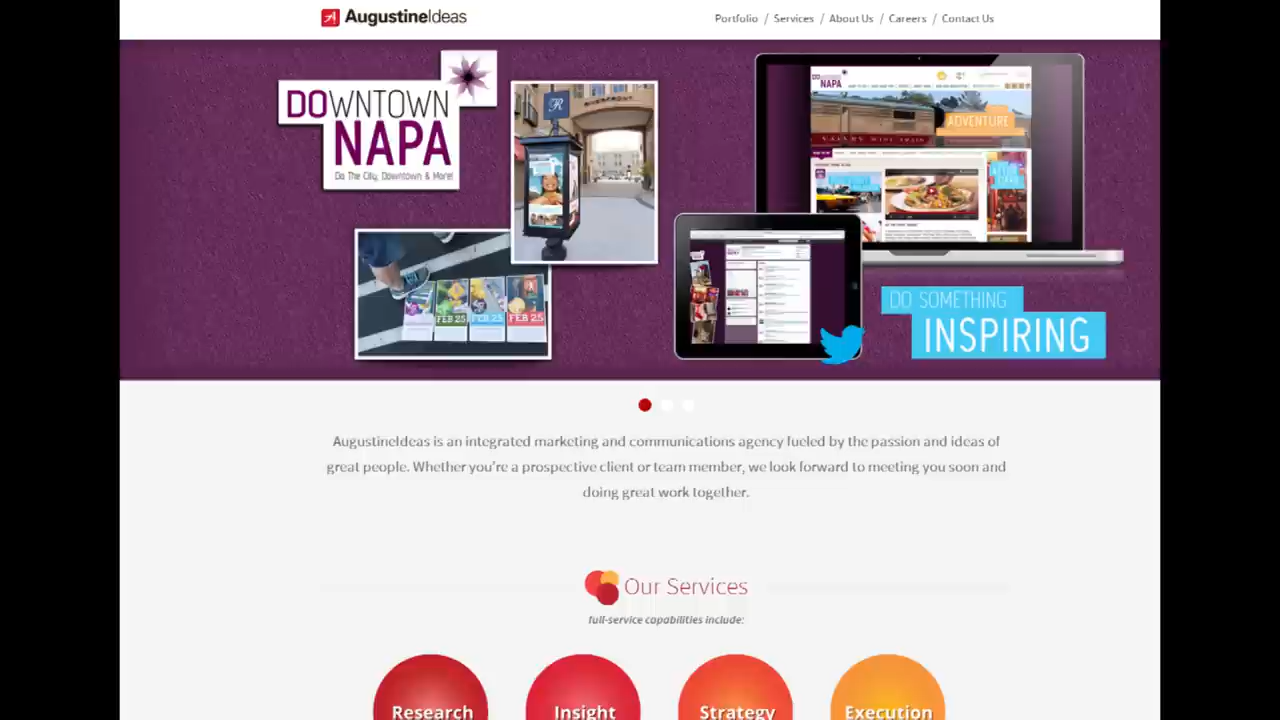 AugustineIdeas
Portfolio / Services / About Us / Careers / Contact Us
DOWNTOWN
NAPA
Do The City, Downtown & More!
R
NAPA
ADVENTURE
FEB 25 FEB 25 FEB 25
DO SOMETHING
INSPIRING
AugustineIdeas is an integrated marketing and communications agency fueled by the passion and ideas of
great people. Whether you're a prospective client or team member, we look forward to meeting you soon and
doing great work together.
Our Services
full-service capabilities include:
Research Insight Strategy Execution